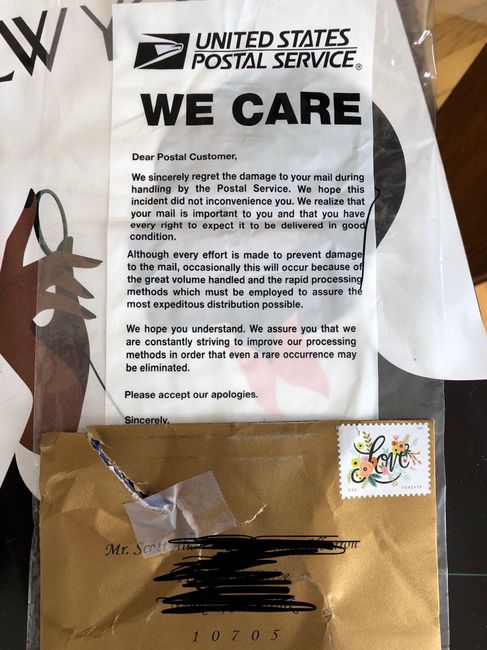 UNITED STATES
POSTAL SERVICE®
WE CARE
Dear Postal Customer,
We sincerely regret the damage to your mail during
handling by the Postal Service. We hope this
incident did not inconvenience you. We realize that
your mail is important to you and that you have
every right to expect it to be delivered in good
condition.
Although every effort is made to prevent damage
to the mail, occasionally this will occur because of
the great volume handled and the rapid processing
methods which must be employed to assure the
most expeditous distribution possible.
We hope you understand. We assure you that we
are constantly striving to improve our processing
methods in order that even a rare occurrence may
be eliminated.
Please accept our apologies.
Sincerely,
Love
USA FOREVER
Mr. Scott
10705